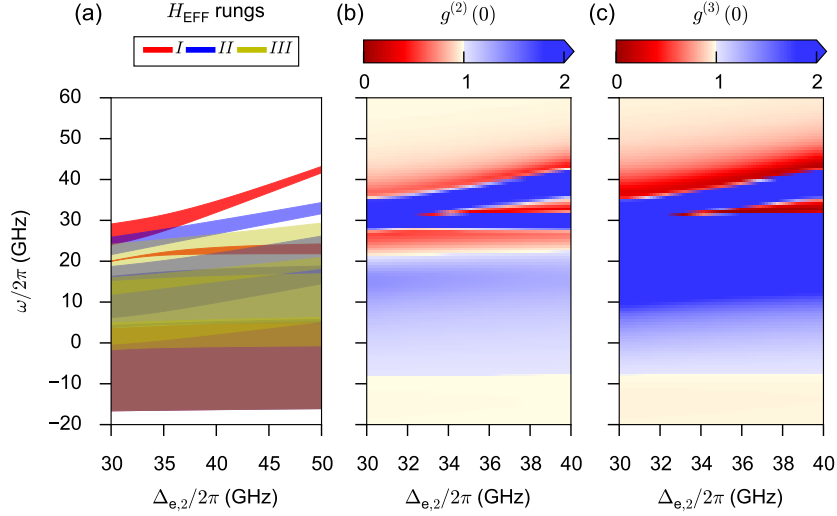 (a) H_EFF rungs
I II III
60
50
40
30
20
10
0
−10
−20
ω/2π (GHz)
30 35 40 45 50
Δ_e,2/2π (GHz)
(b) g^(2) (0)
0 1 2
30 32 34 36 38 40
Δ_e,2/2π (GHz)
(c) g^(3) (0)
0 1 2
30 32 34 36 38 40
Δ_e,2/2π (GHz)